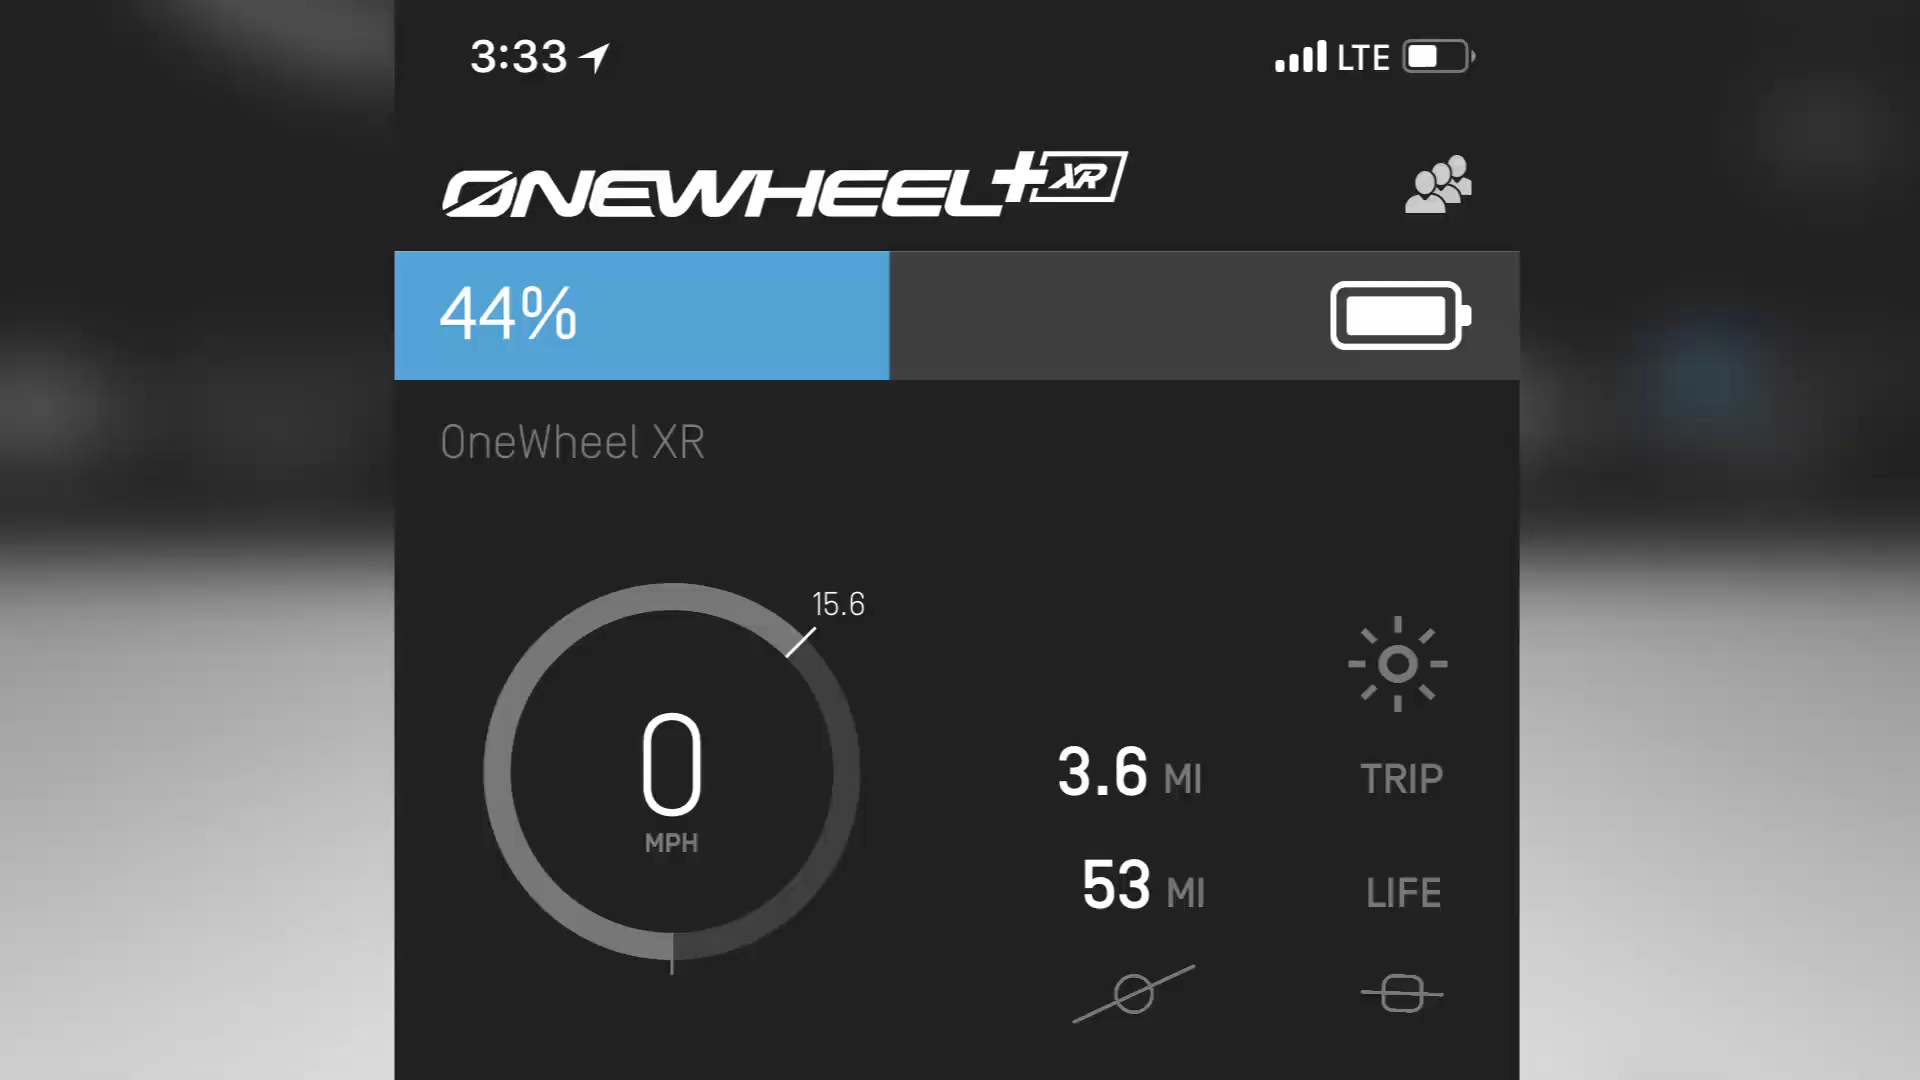 3:33 LTE
ONEWHEEL+ XR
44%
OneWheel XR
15.6
0
MPH
3.6 MI TRIP
53 MI LIFE